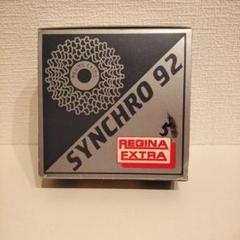 SYNCHRO 92
REGINA
EXTRA